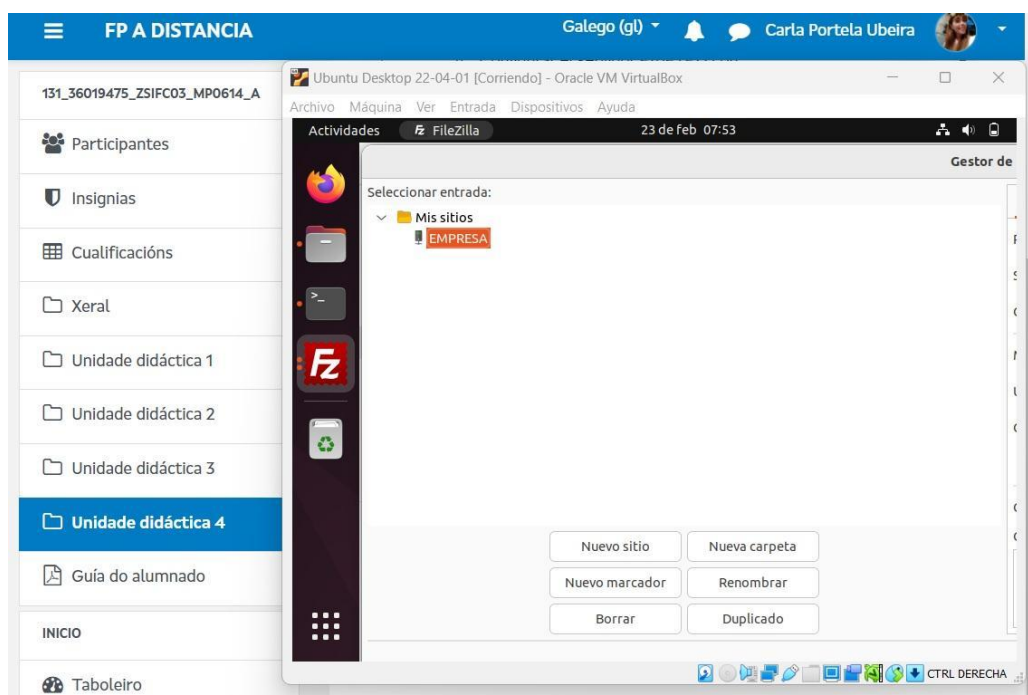 FP A DISTANCIA
Galego (gl)
Carla Portela Ubeira
131_36019475_ZSIFC03_MP0614_A
Participantes
Insignias
Cualificacións
Xeral
Unidade didáctica 1
Unidade didáctica 2
Unidade didáctica 3
Unidade didáctica 4
Guía do alumnado
INICIO
Taboleiro
Ubuntu Desktop 22-04-01 [Corriendo] - Oracle VM VirtualBox
Archivo Máquina Ver Entrada Dispositivos Ayuda
Actividades FileZilla 23 de feb 07:53
Gestor de
Seleccionar entrada:
Mis sitios
EMPRESA
Nuevo sitio Nueva carpeta
Nuevo marcador Renombrar
Borrar Duplicado
CTRL DERECHA